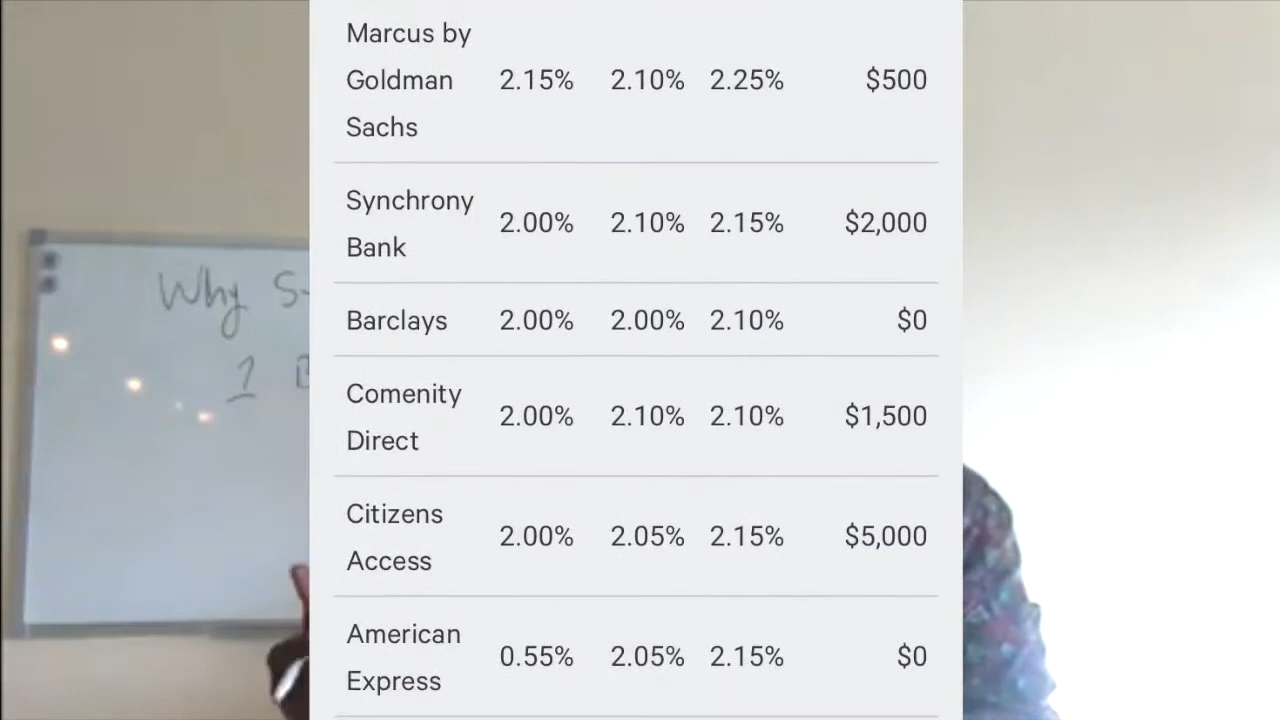 Marcus by
Goldman 2.15% 2.10% 2.25% $500
Sachs
Synchrony
2.00% 2.10% 2.15% $2,000
Bank
Barclays 2.00% 2.00% 2.10% $0
Comenity
2.00% 2.10% 2.10% $1,500
Direct
Citizens
2.00% 2.05% 2.15% $5,000
Access
American
0.55% 2.05% 2.15% $0
Express
Why S
1